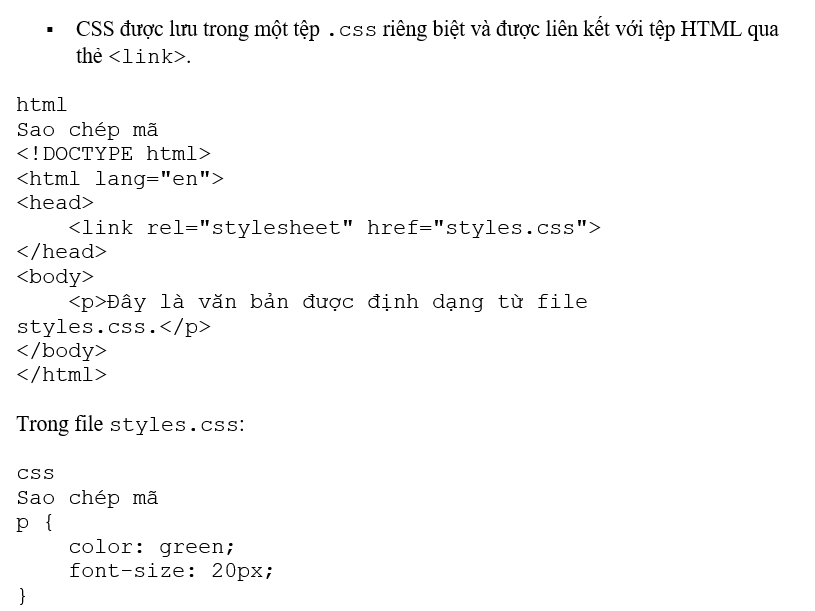 ▪ CSS được lưu trong một tệp .css riêng biệt và được liên kết với tệp HTML qua
thẻ <link>.
html
Sao chép mã
<!DOCTYPE html>
<html lang="en">
<head>
    <link rel="stylesheet" href="styles.css">
</head>
<body>
    <p>Đây là văn bản được định dạng từ file
styles.css.</p>
</body>
</html>
Trong file styles.css:
css
Sao chép mã
p {
    color: green;
    font-size: 20px;
}